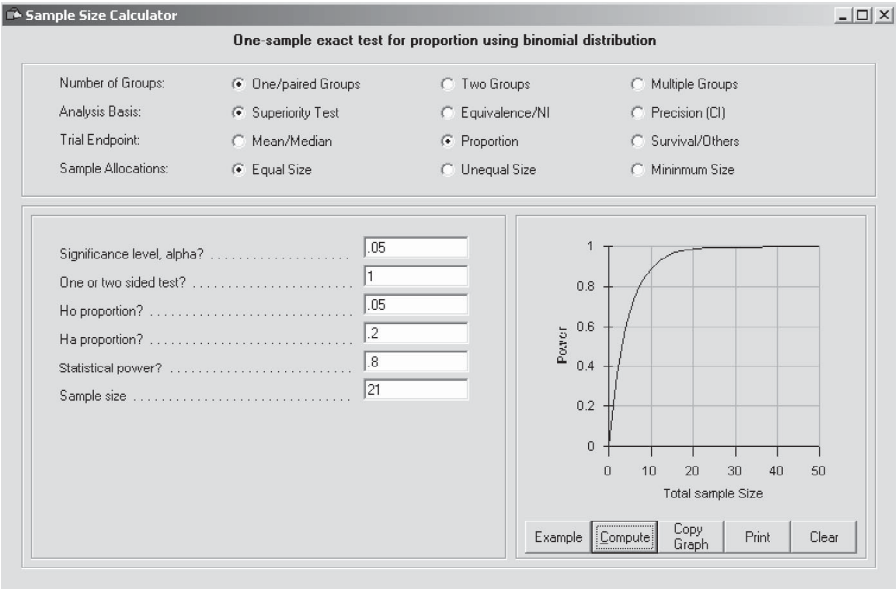 Sample Size Calculator
One-sample exact test for proportion using binomial distribution
Number of Groups: One/paired Groups Two Groups Multiple Groups
Analysis Basis: Superiority Test Equivalence/NI Precision (CI)
Trial Endpoint: Mean/Median Proportion Survival/Others
Sample Allocations: Equal Size Unequal Size Mininmum Size
Significance level, alpha? .05
One or two sided test? 1
Ho proportion? .05
Ha proportion? .2
Statistical power? .8
Sample size 21
1
0.8
0.6
0.4
0.2
0
Power
0 10 20 30 40 50
Total sample Size
Example Compute Copy Graph Print Clear